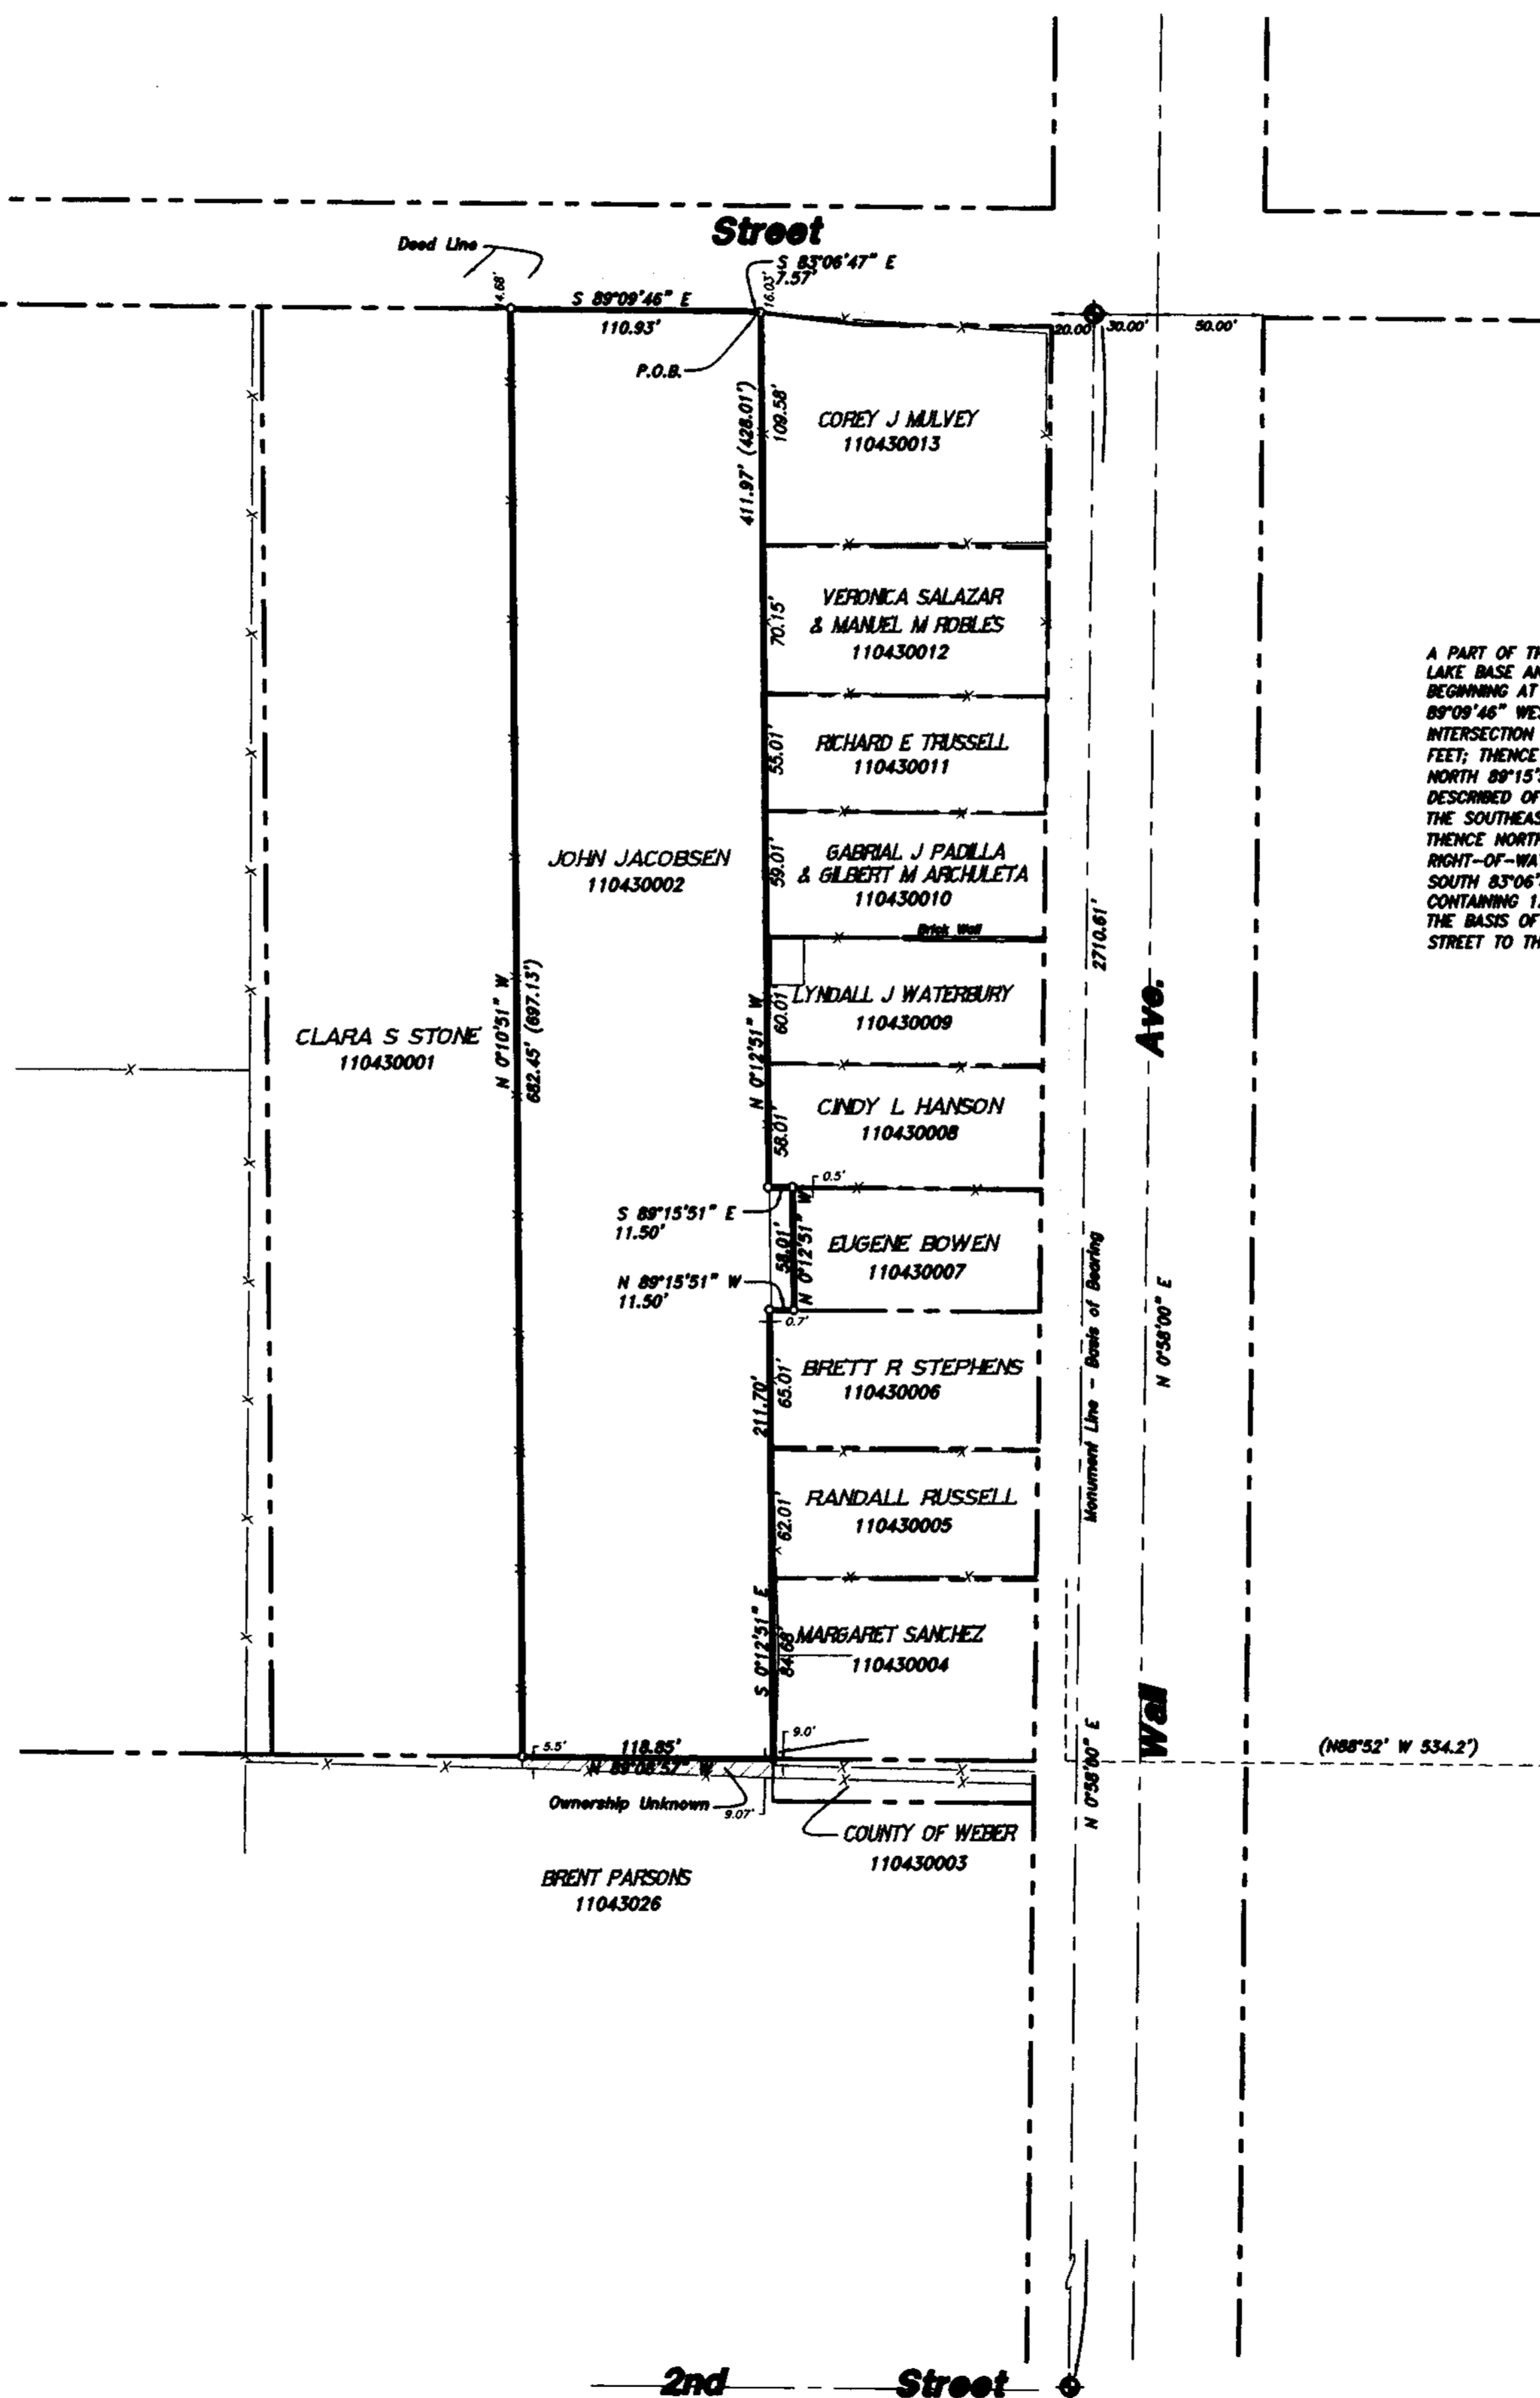 Street
Deed Line
14.68'
S 89°09'46" E
110.93'
S 83°06'47" E
7.57'
16.03'
P.O.B.
20.00'
30.00'
50.00'
411.97' (428.01')
109.58'
COREY J MULVEY
110430013
70.15'
VERONICA SALAZAR
& MANUEL M ROBLES
110430012
55.01'
RICHARD E TRUSSELL
110430011
A PART OF TH
LAKE BASE AN
BEGINNING AT
89°09'46" WES
INTERSECTION
FEET; THENCE
NORTH 89°15'
DESCRIBED OF
THE SOUTHEAS
THENCE NORTH
RIGHT-OF-WA
SOUTH 83°06'
CONTAINING 1.
THE BASIS OF
STREET TO TH
JOHN JACOBSEN
110430002
59.01'
GABRIAL J PADILLA
& GILBERT M ARCHULETA
110430010
Brick Wall
2710.61'
Ave.
LYNDALL J WATERBURY
110430009
60.01'
N 0°12'51" W
CLARA S STONE
110430001
N 0°10'51" W
682.45' (697.13')
CINDY L HANSON
110430008
58.01'
0.5'
S 89°15'51" E
11.50'
58.01'
N 0°12'51" W
EUGENE BOWEN
110430007
N 89°15'51" W
11.50'
0.7'
Monument Line - Basis of Bearing
N 0°58'00" E
BRETT R STEPHENS
110430006
211.70'
65.01'
RANDALL RUSSELL
110430005
62.01'
S 0°12'51" E
84.68'
MARGARET SANCHEZ
110430004
Wall
N 0°58'00" E
(N88°52' W 534.2')
5.5'
118.85'
9.0'
N 89°08'57" W
Ownership Unknown
9.07'
COUNTY OF WEBER
110430003
BRENT PARSONS
11043026
2nd Street